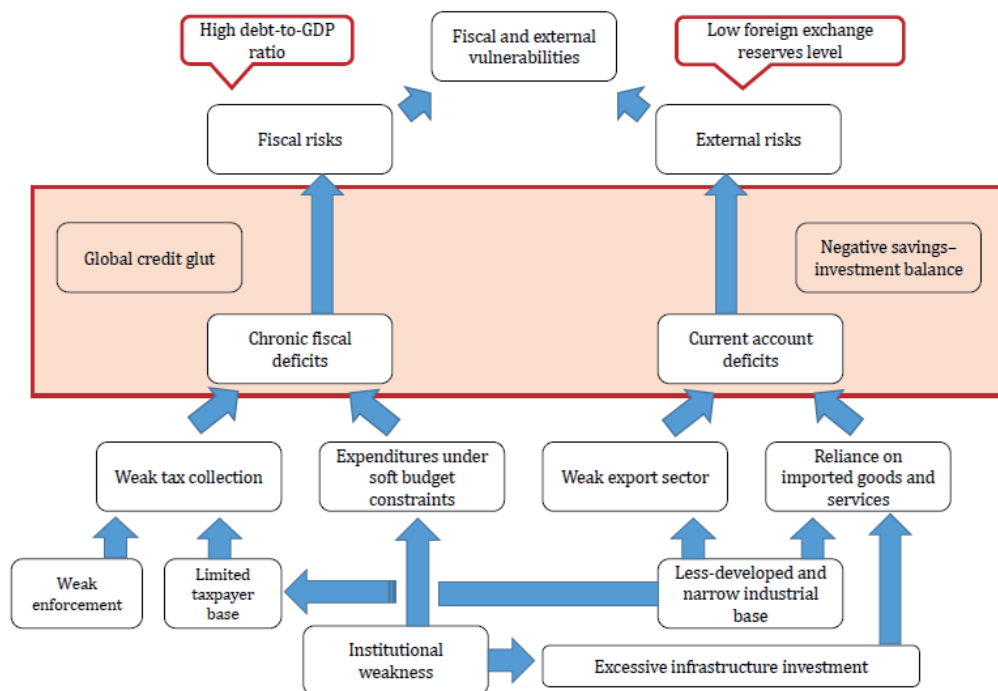 High debt-to-GDP
ratio
Fiscal and external
vulnerabilities
Low foreign exchange
reserves level
Fiscal risks
External risks
Global credit glut
Negative savings–
investment balance
Chronic fiscal
deficits
Current account
deficits
Weak tax collection
Expenditures under
soft budget
constraints
Weak export sector
Reliance on
imported goods and
services
Weak
enforcement
Limited
taxpayer
base
Less-developed and
narrow industrial
base
Institutional
weakness
Excessive infrastructure investment